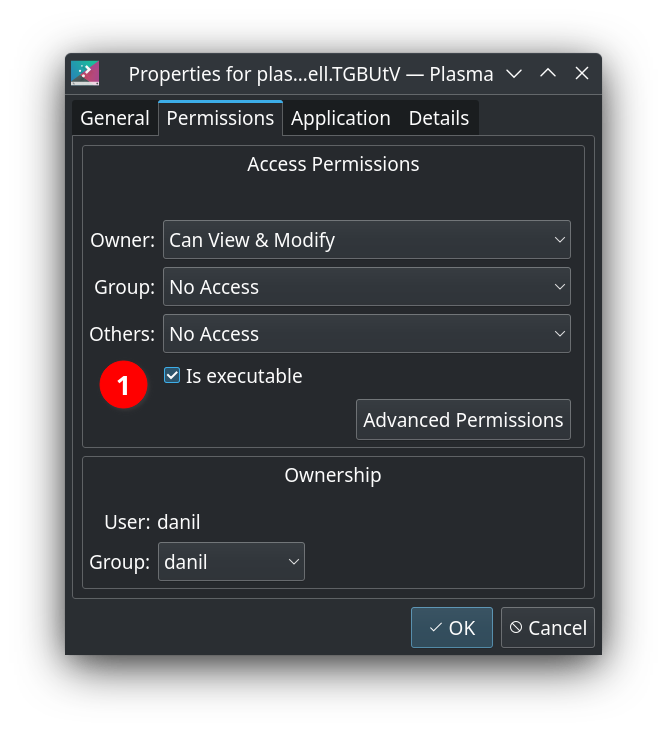 Properties for plas...ell.TGBUtV — Plasma
General Permissions Application Details
Access Permissions
Owner: Can View & Modify
Group: No Access
Others: No Access
1 Is executable
Advanced Permissions
Ownership
User: danil
Group: danil
OK Cancel